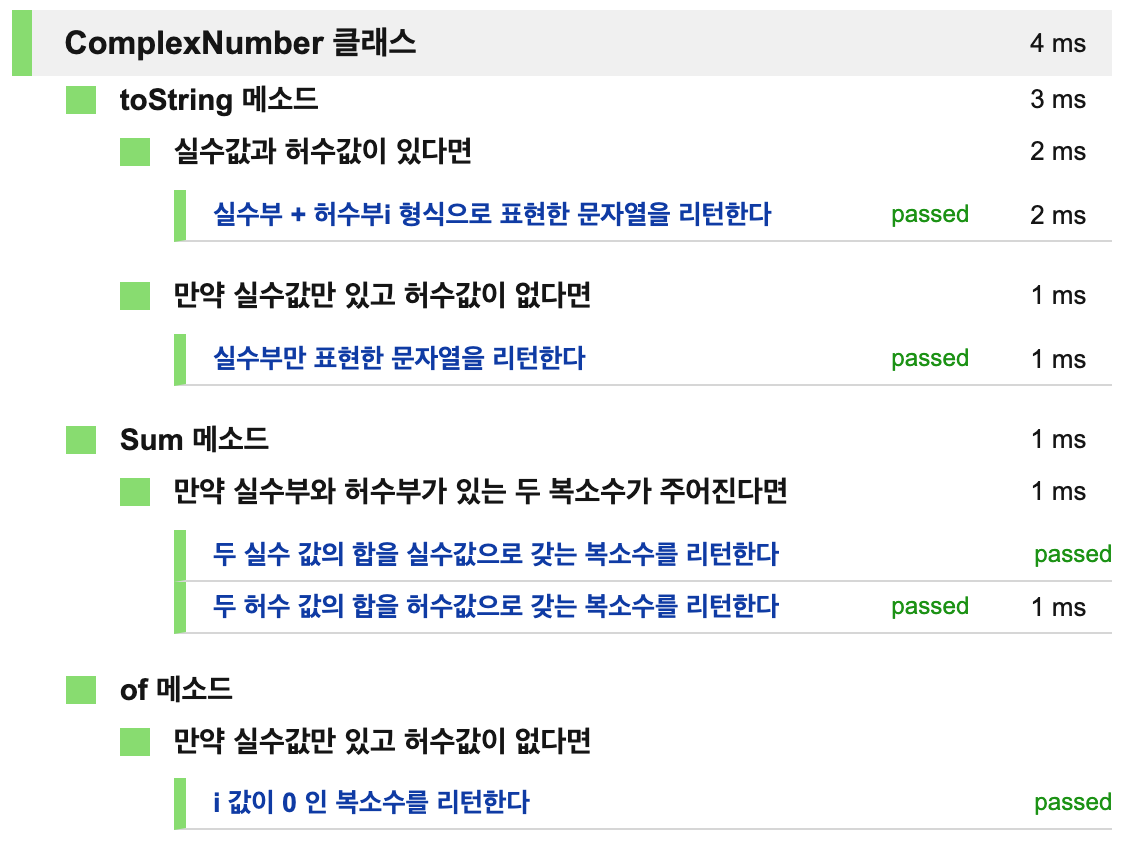 ComplexNumber 클래스 4 ms
toString 메소드 3 ms
실수값과 허수값이 있다면 2 ms
실수부 + 허수부i 형식으로 표현한 문자열을 리턴한다 passed 2 ms
만약 실수값만 있고 허수값이 없다면 1 ms
실수부만 표현한 문자열을 리턴한다 passed 1 ms
Sum 메소드 1 ms
만약 실수부와 허수부가 있는 두 복소수가 주어진다면 1 ms
두 실수 값의 합을 실수값으로 갖는 복소수를 리턴한다 passed
두 허수 값의 합을 허수값으로 갖는 복소수를 리턴한다 passed 1 ms
of 메소드
만약 실수값만 있고 허수값이 없다면
i 값이 0 인 복소수를 리턴한다 passed